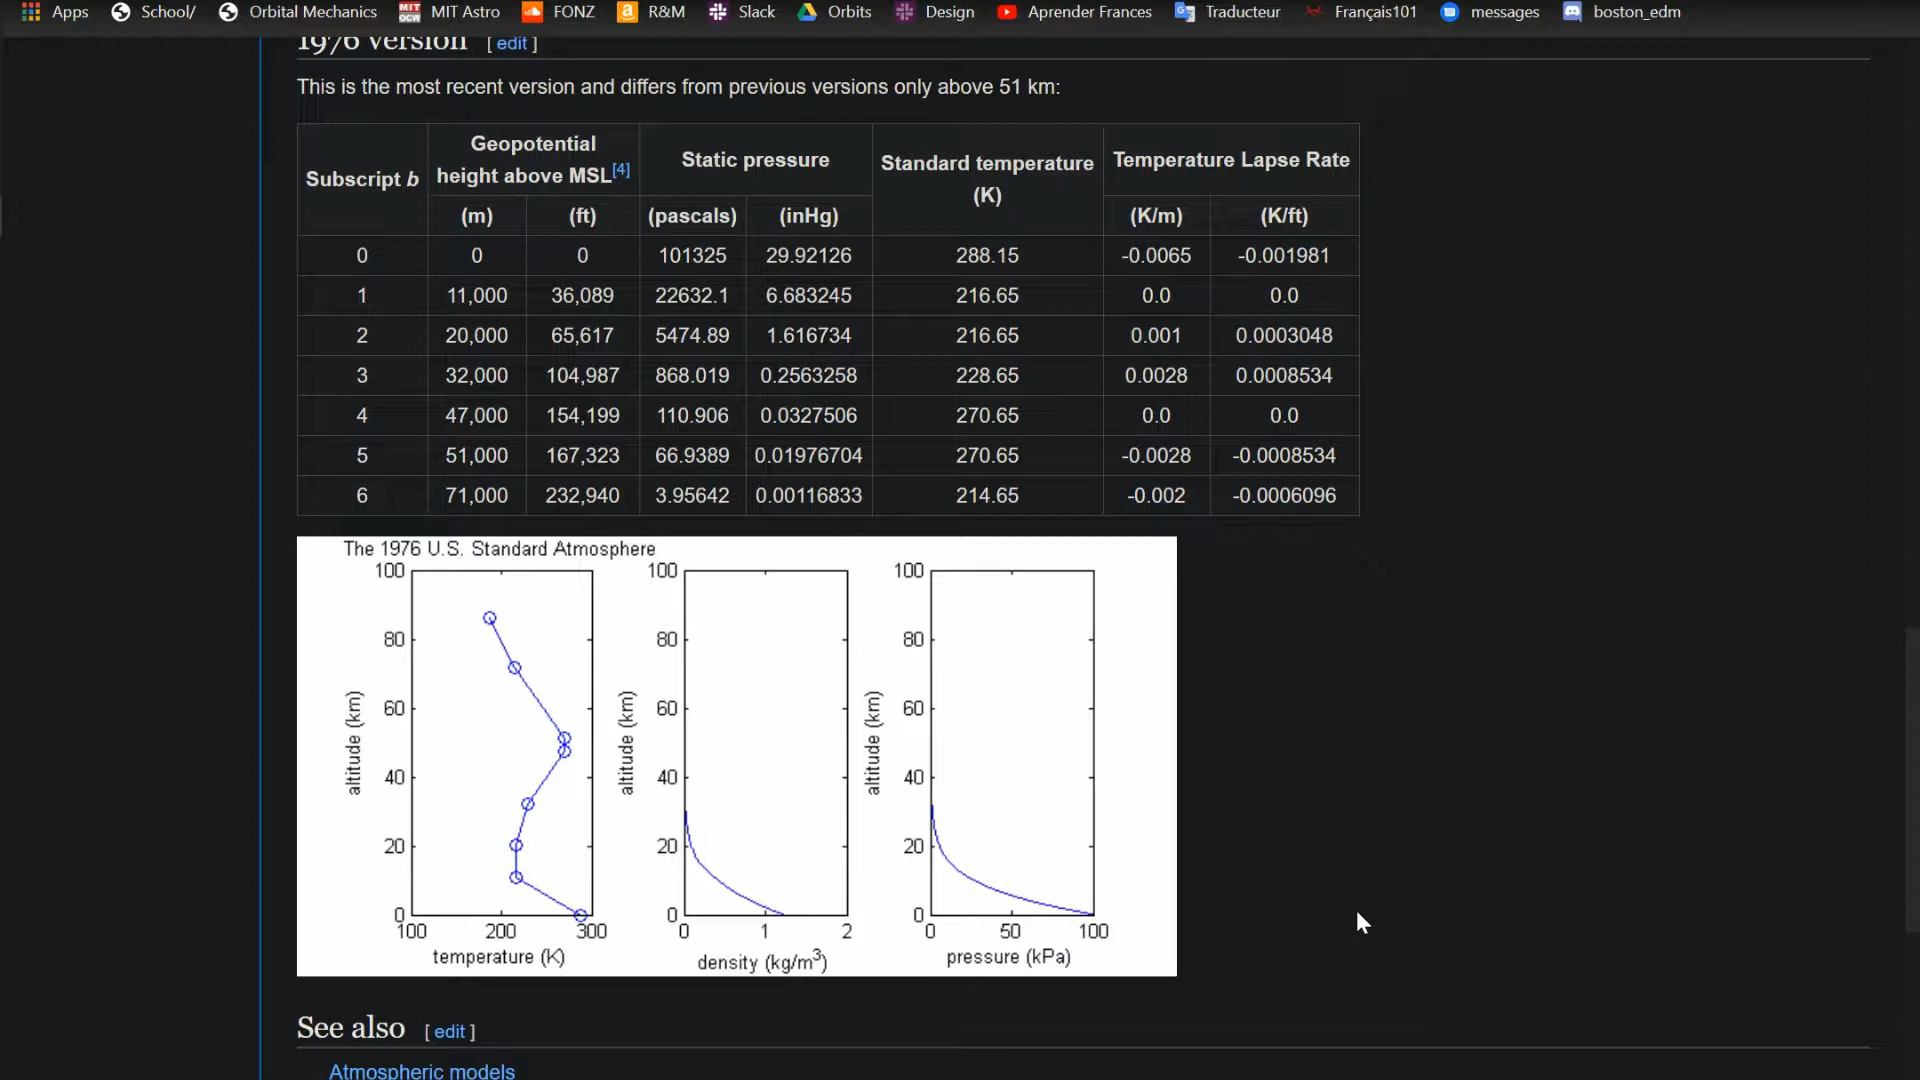 Apps School/ Orbital Mechanics MIT OCW MIT Astro FONZ R&M Slack Orbits Design Aprender Frances Traducteur Français101 messages boston_edm
1976 version [ edit ]
This is the most recent version and differs from previous versions only above 51 km:
Subscript b Geopotential height above MSL[4] Static pressure Standard temperature (K) Temperature Lapse Rate
(m) (ft) (pascals) (inHg) (K/m) (K/ft)
0 0 0 101325 29.92126 288.15 -0.0065 -0.001981
1 11,000 36,089 22632.1 6.683245 216.65 0.0 0.0
2 20,000 65,617 5474.89 1.616734 216.65 0.001 0.0003048
3 32,000 104,987 868.019 0.2563258 228.65 0.0028 0.0008534
4 47,000 154,199 110.906 0.0327506 270.65 0.0 0.0
5 51,000 167,323 66.9389 0.01976704 270.65 -0.0028 -0.0008534
6 71,000 232,940 3.95642 0.00116833 214.65 -0.002 -0.0006096
The 1976 U.S. Standard Atmosphere
100
80
60
40
20
0
100 200 300
altitude (km)
temperature (K)
100
80
60
40
20
0
0 1 2
altitude (km)
density (kg/m³)
100
80
60
40
20
0
0 50 100
altitude (km)
pressure (kPa)
See also [ edit ]
Atmospheric models